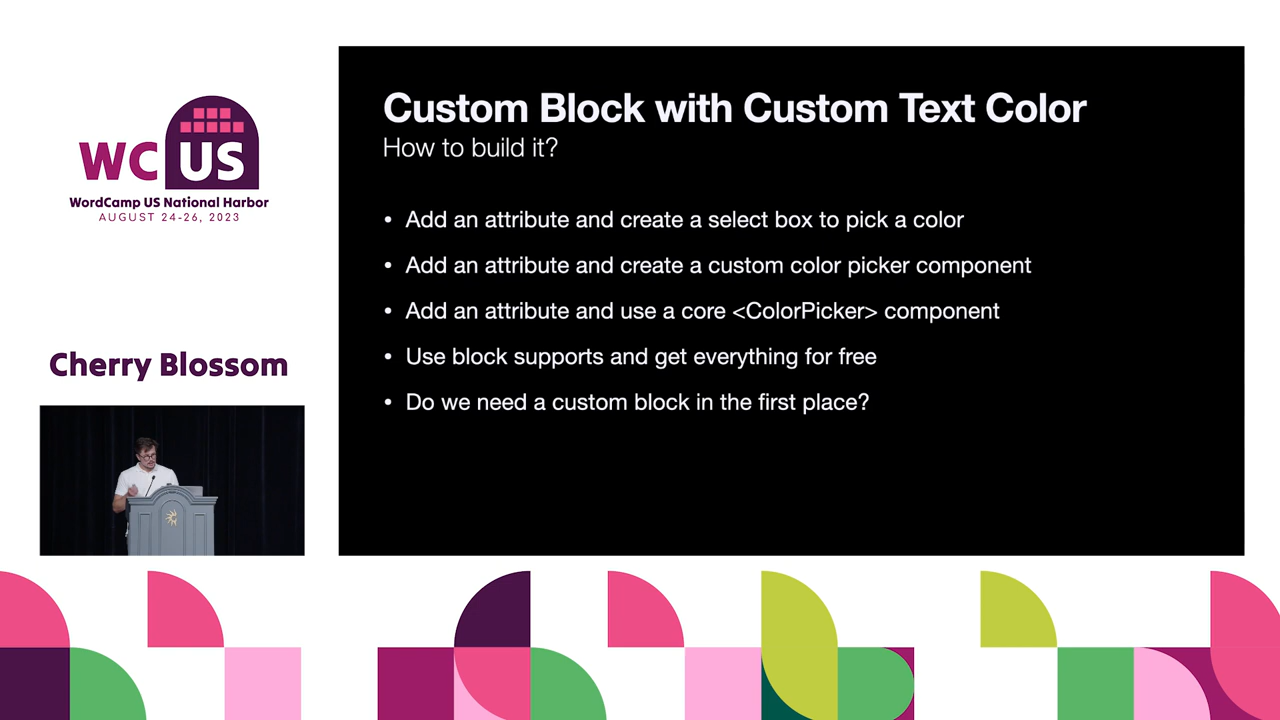 WC US
WordCamp US National Harbor
AUGUST 24-26, 2023
Cherry Blossom
Custom Block with Custom Text Color
How to build it?
• Add an attribute and create a select box to pick a color
• Add an attribute and create a custom color picker component
• Add an attribute and use a core <ColorPicker> component
• Use block supports and get everything for free
• Do we need a custom block in the first place?